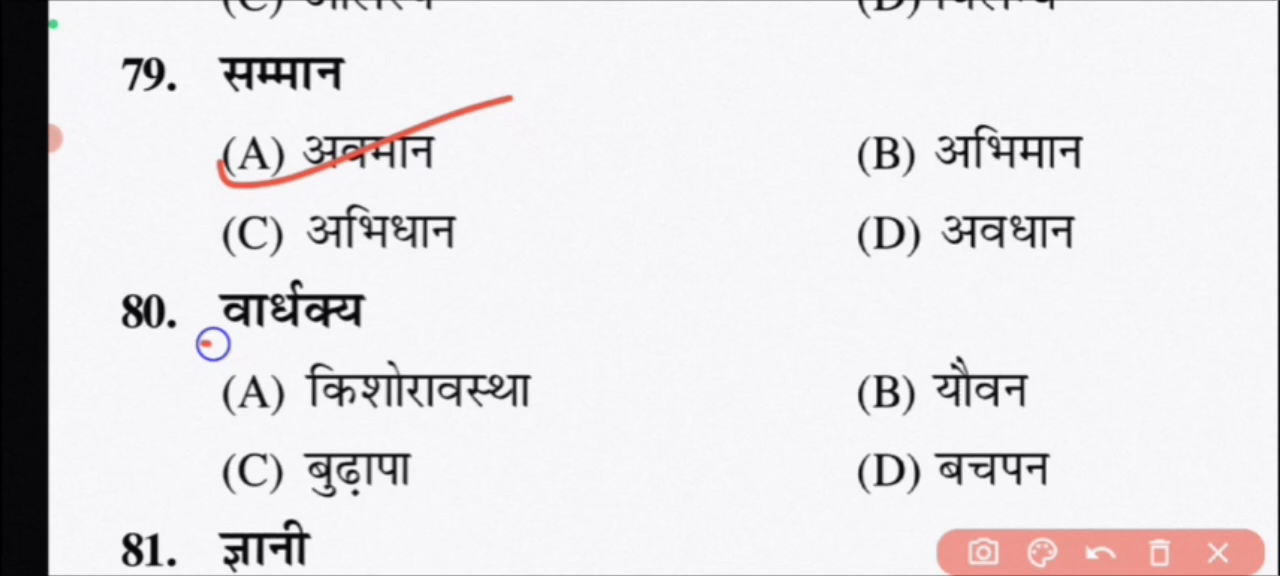 79. सम्मान
(A) अवमान (B) अभिमान
(C) अभिधान (D) अवधान
80. वार्धक्य
(A) किशोरावस्था (B) यौवन
(C) बुढ़ापा (D) बचपन
81. ज्ञानी